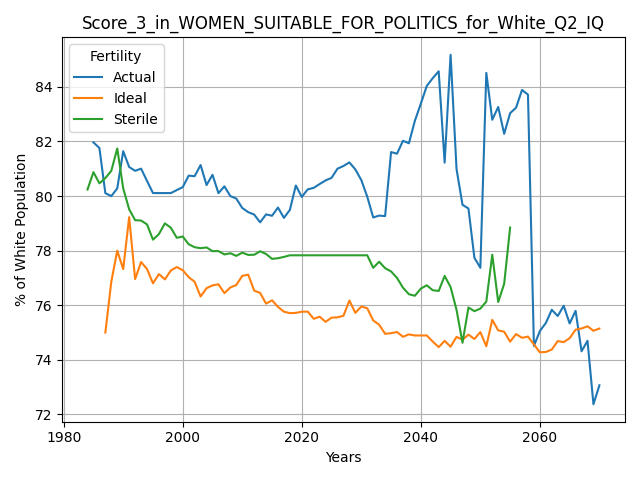 Score_3_in_WOMEN_SUITABLE_FOR_POLITICS_for_White_Q2_IQ
Fertility
Actual
Ideal
Sterile
% of White Population
84
82
80
78
76
74
72
1980
2000
2020
2040
2060
Years